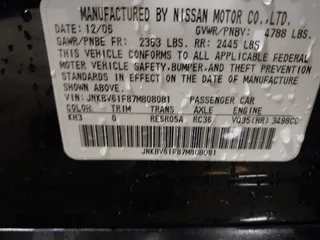 MANUFACTURED BY NISSAN MOTOR CO.,LTD.
DATE: 12/06 GVWR/PNBV: 4788 LBS.
GAWR/PNBE FR: 2363 LBS. RR: 2445 LBS.
THIS VEHICLE CONFORMS TO ALL APPLICABLE FEDERAL
MOTOR VEHICLE SAFETY,BUMPER,AND THEFT PREVENTION
STANDARDS IN EFFECT ON THE DATE OF MANUFACTURE
SHOWN ABOVE.
VIN: JNKBV61F87M808081 PASSENGER CAR
COLOR TRIM TRANS AXLE ENGINE
KH3 G RE5R05A RC36 VQ35(HR) 3498CC
JNKBV61F87M808081